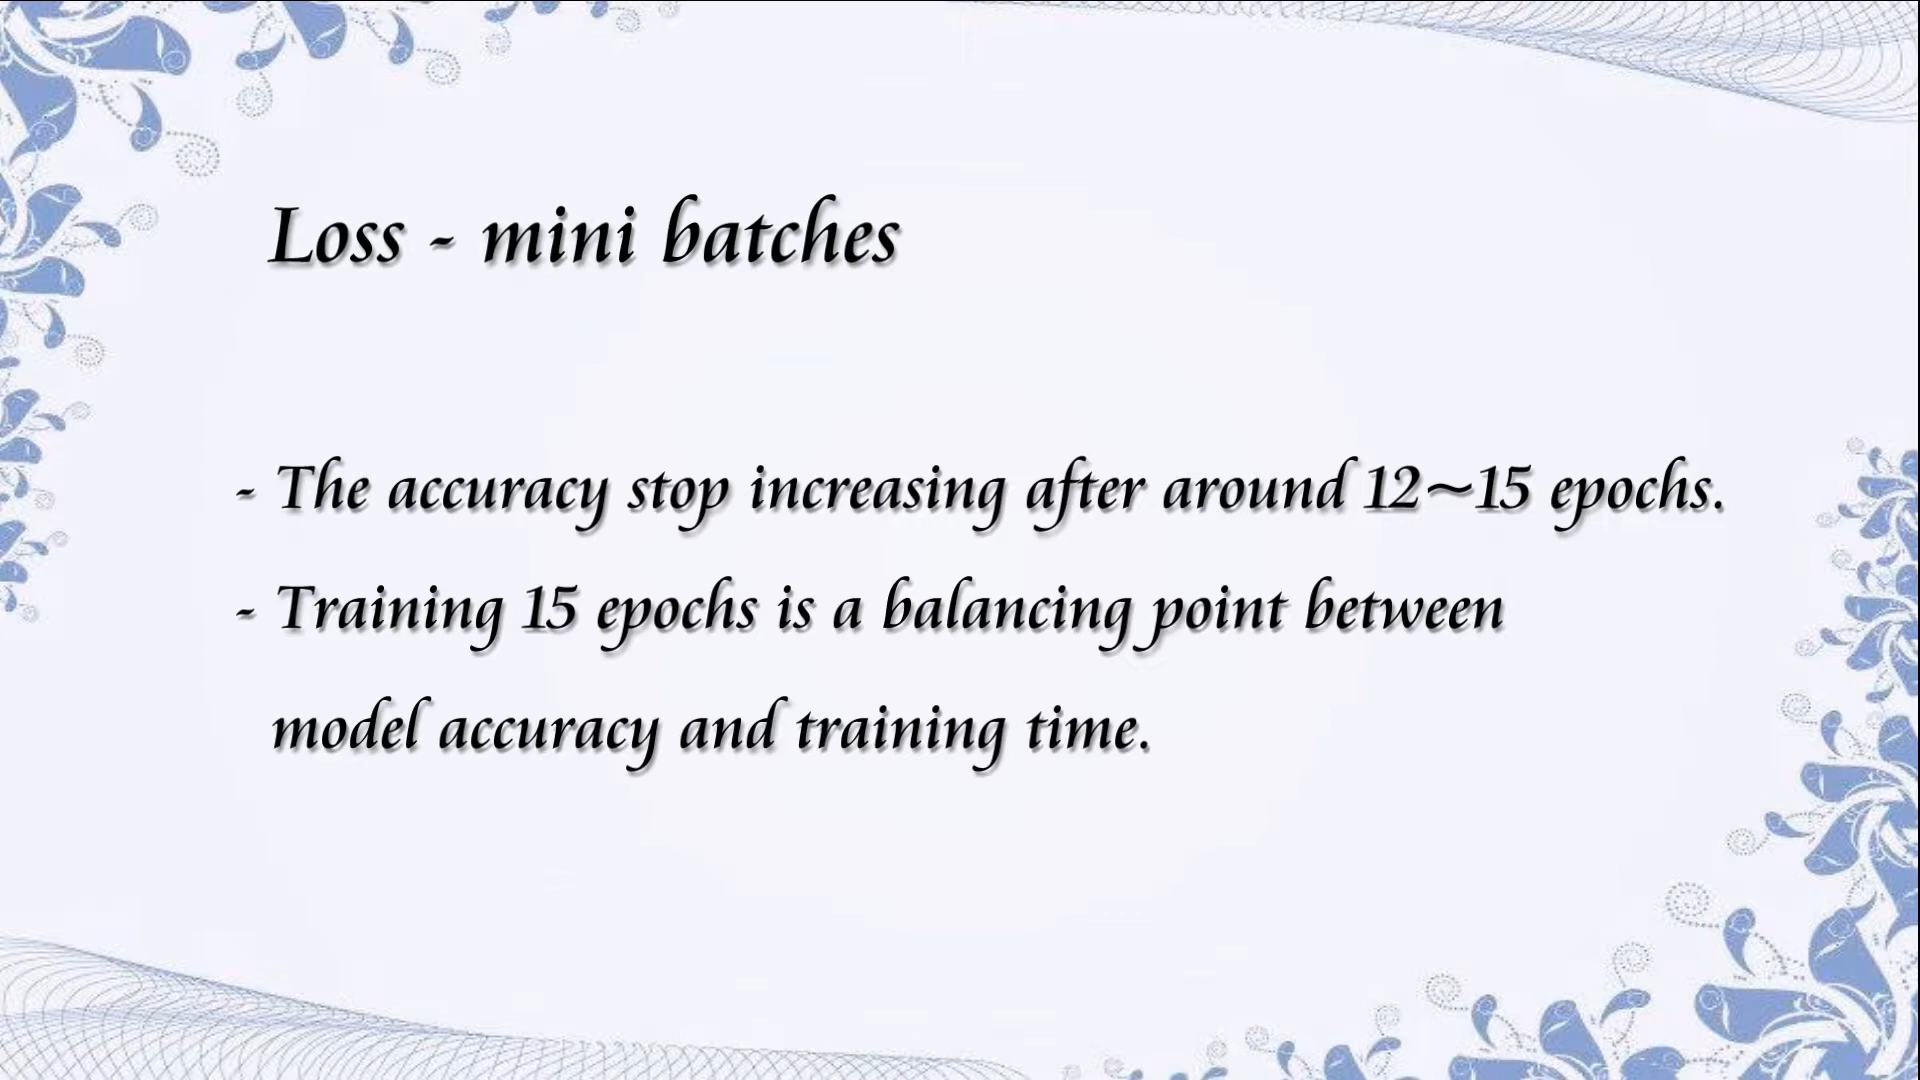 Loss - mini batches
- The accuracy stop increasing after around 12~15 epochs.
- Training 15 epochs is a balancing point between
model accuracy and training time.